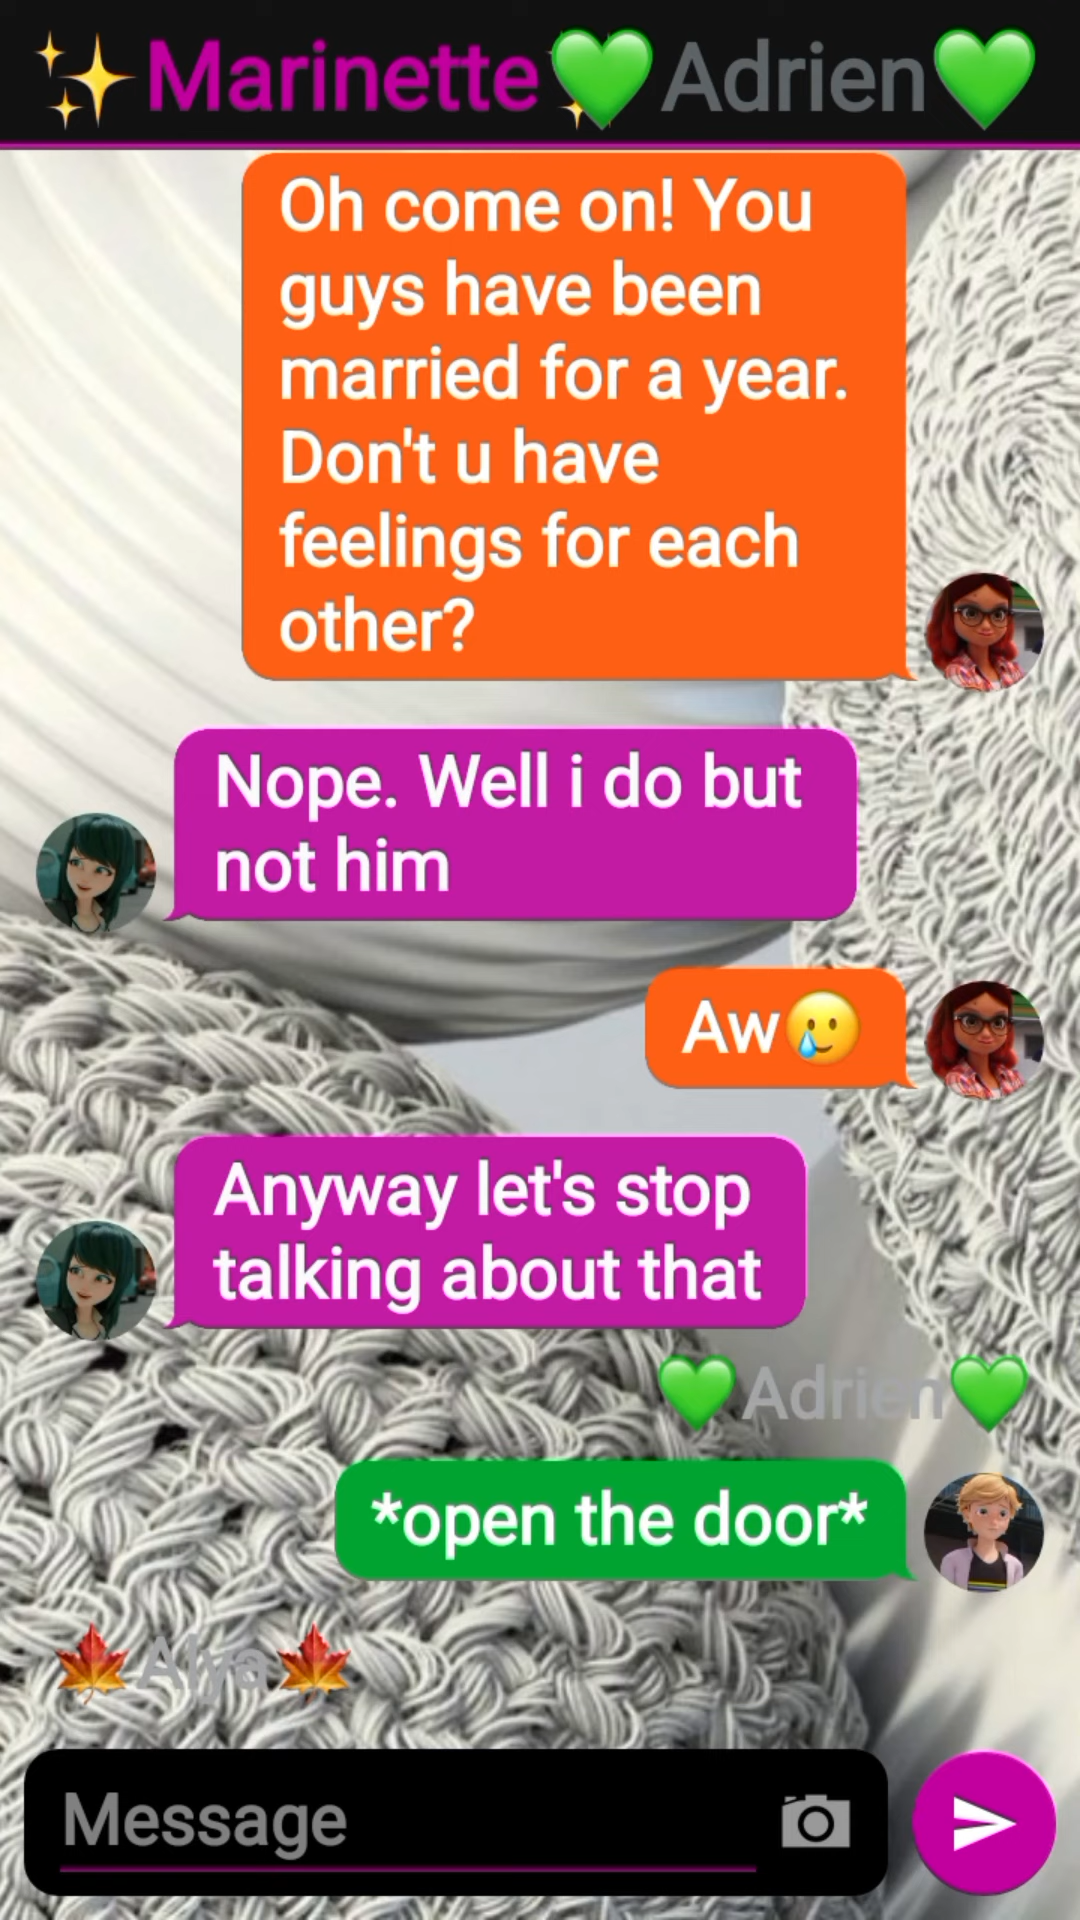 ✨Marinette✨💚Adrien💚
Oh come on! You
guys have been
married for a year.
Don't u have
feelings for each
other?
Nope. Well i do but
not him
Aw🥲
Anyway let's stop
talking about that
💚Adrien💚
*open the door*
🍁Alya🍁
Message